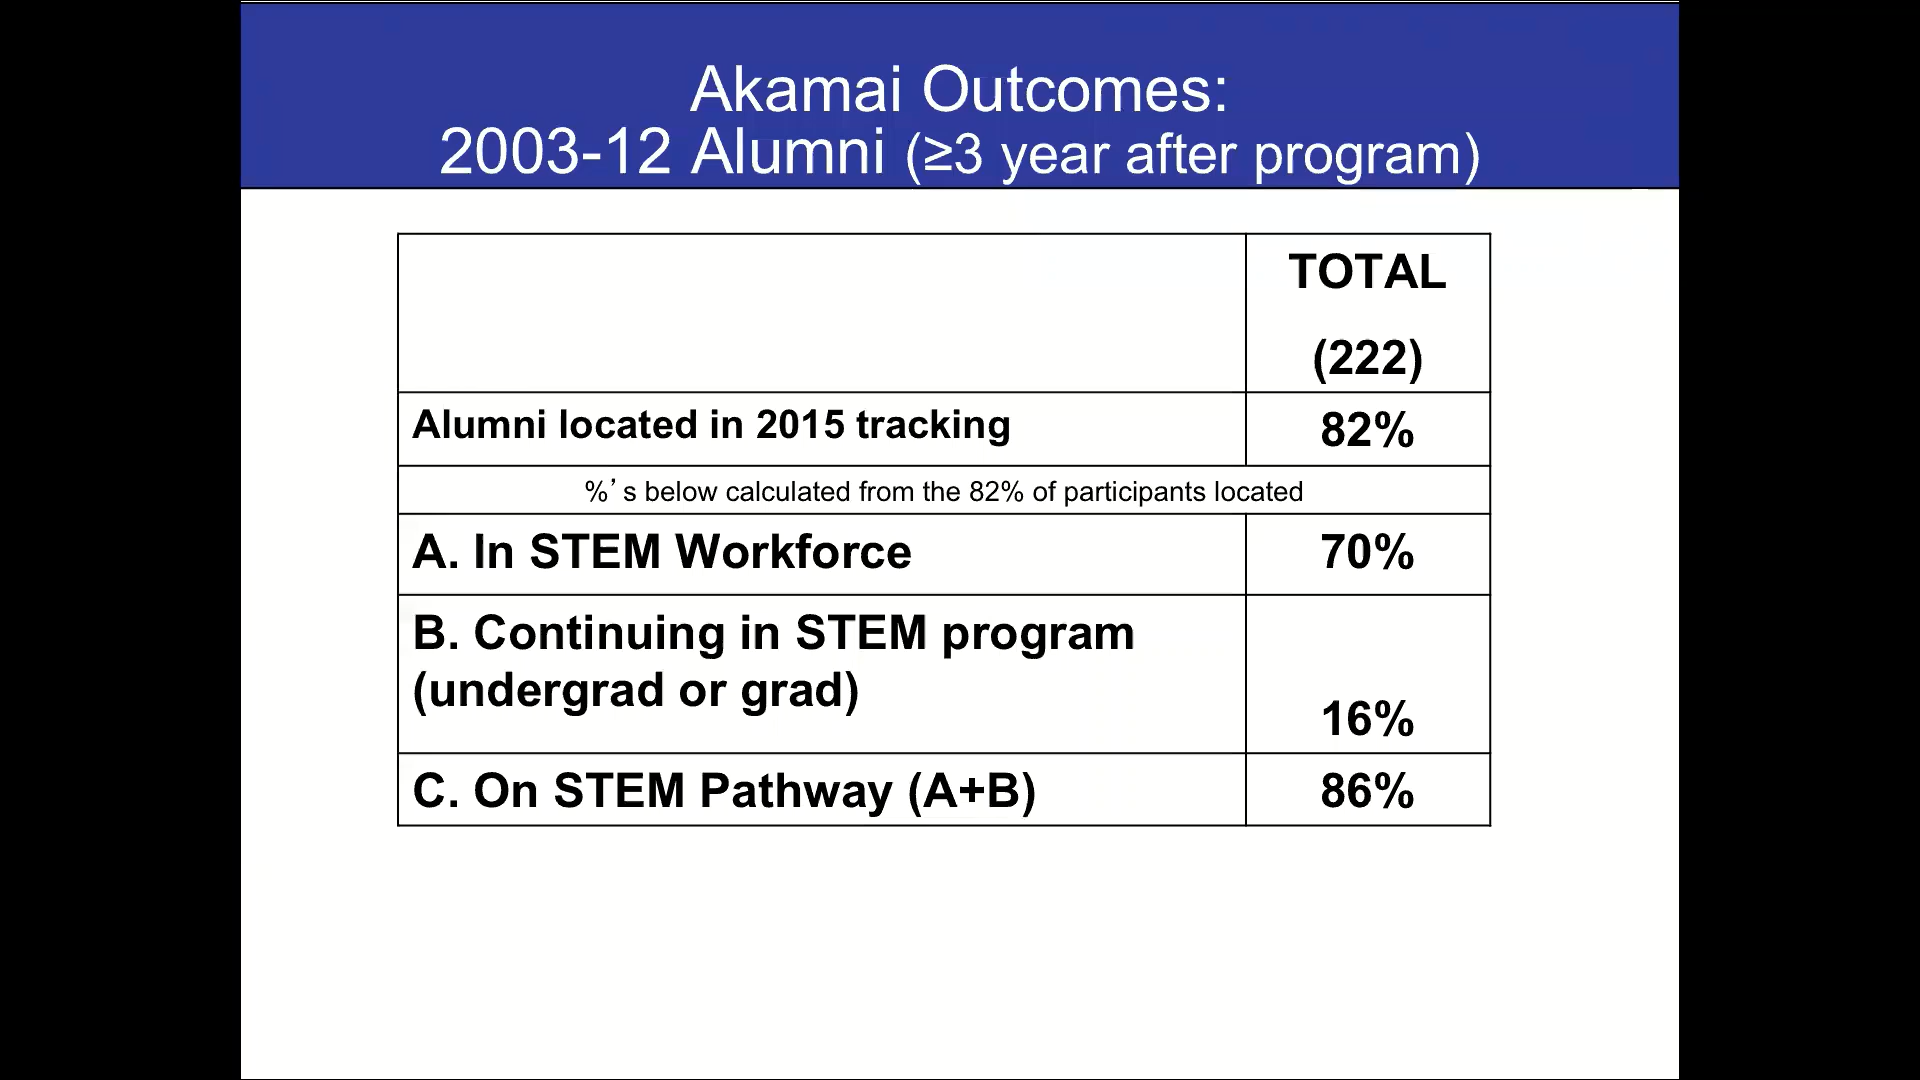 Akamai Outcomes:
2003-12 Alumni (≥3 year after program)
TOTAL
(222)
Alumni located in 2015 tracking
82%
%’s below calculated from the 82% of participants located
A. In STEM Workforce
70%
B. Continuing in STEM program
(undergrad or grad)
16%
C. On STEM Pathway (A+B)
86%